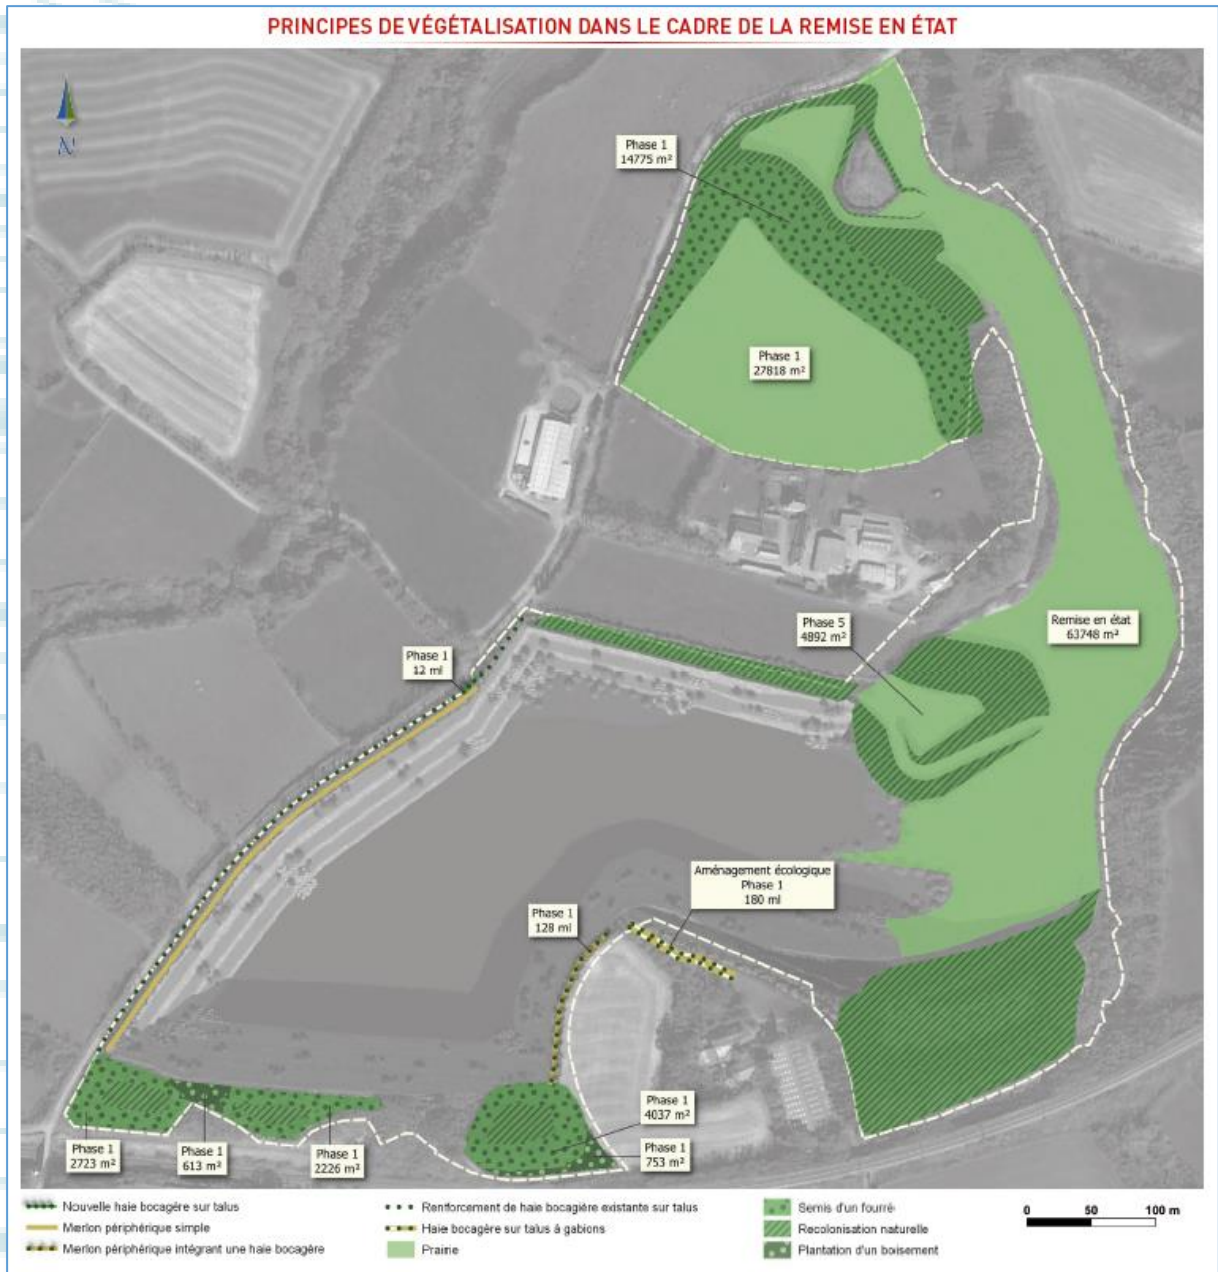 PRINCIPES DE VÉGÉTALISATION DANS LE CADRE DE LA REMISE EN ÉTAT
N
Phase 1
14775 m²
Phase 1
27818 m²
Phase 5
4892 m²
Remise en état
63748 m²
Phase 1
12 ml
Aménagement écologique
Phase 1
180 ml
Phase 1
128 ml
Phase 1
4037 m²
Phase 1
2723 m²
Phase 1
613 m²
Phase 1
2226 m²
Phase 1
753 m²
Nouvelle haie bocagère sur talus
Merlon périphérique simple
Merlon périphérique intégrant une haie bocagère
Renforcement de haie bocagière existante sur talus
Haie bocagère sur talus à gabions
Prairie
Semis d'un fourré
Recolonisation naturelle
Plantation d'un boisement
0 50 100 m